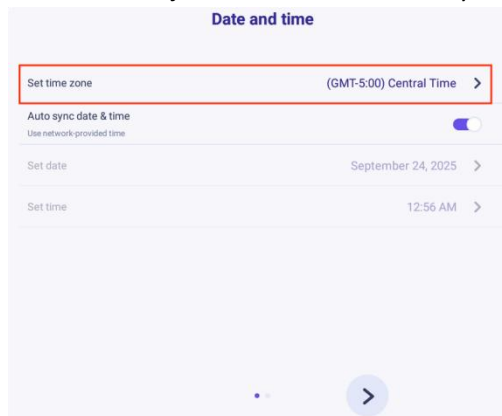 Date and time
Set time zone (GMT-5:00) Central Time
Auto sync date & time
Use network-provided time
Set date September 24, 2025
Set time 12:56 AM